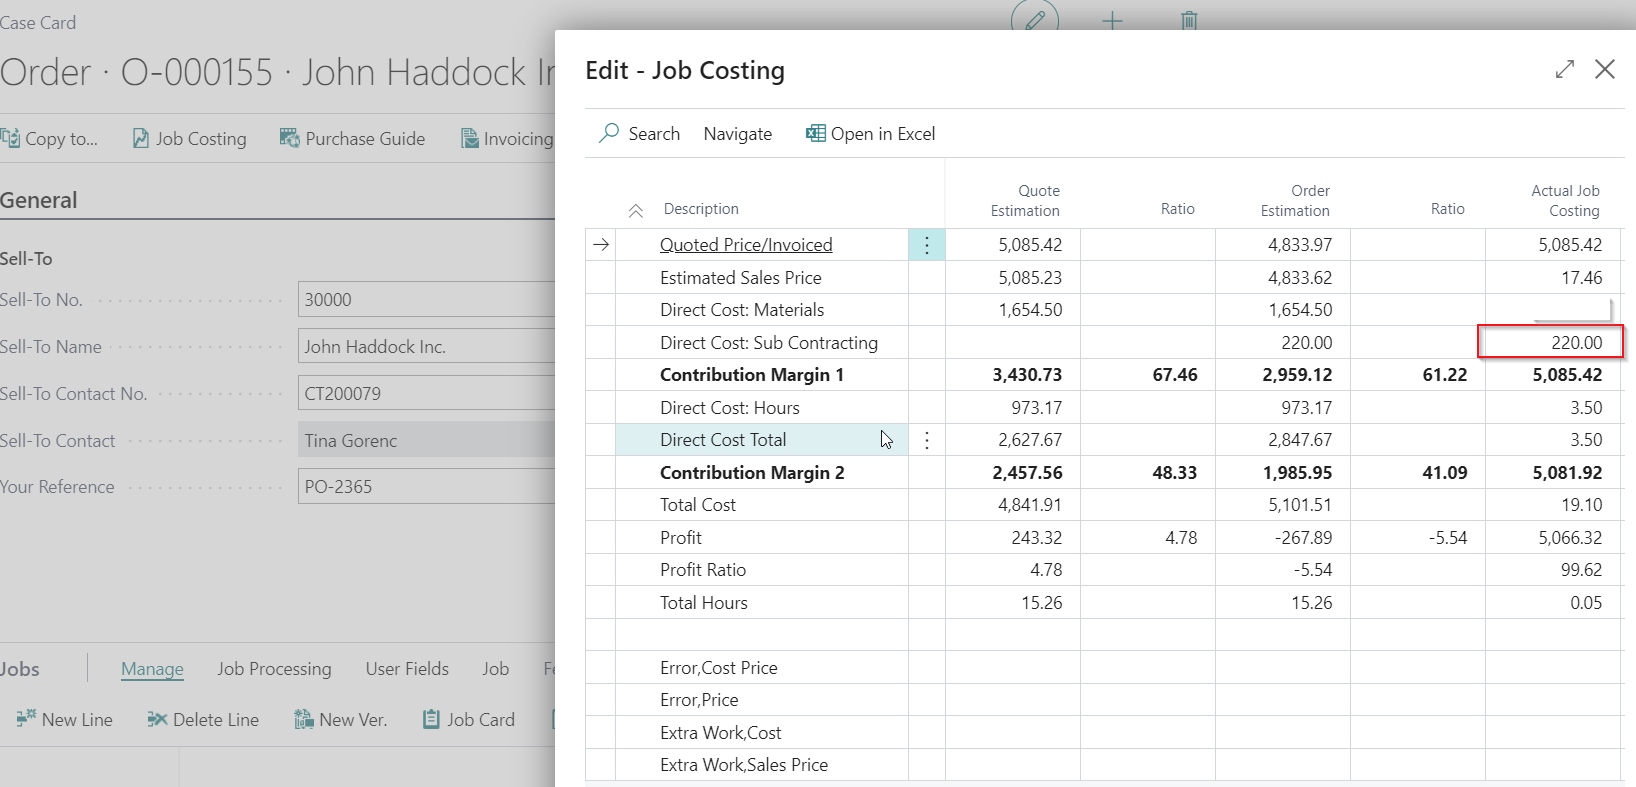 Case Card
Order · O-000155 · John Haddock In
Copy to... Job Costing Purchase Guide Invoicing
General
Sell-To
Sell-To No. 30000
Sell-To Name John Haddock Inc.
Sell-To Contact No. CT200079
Sell-To Contact Tina Gorenc
Your Reference PO-2365
Jobs Manage Job Processing User Fields Job Fe
New Line Delete Line New Ver. Job Card
Edit - Job Costing
Search Navigate Open in Excel
Description Quote Estimation Ratio Order Estimation Ratio Actual Job Costing
Quoted Price/Invoiced 5,085.42 4,833.97 5,085.42
Estimated Sales Price 5,085.23 4,833.62 17.46
Direct Cost: Materials 1,654.50 1,654.50
Direct Cost: Sub Contracting 220.00 220.00
Contribution Margin 1 3,430.73 67.46 2,959.12 61.22 5,085.42
Direct Cost: Hours 973.17 973.17 3.50
Direct Cost Total 2,627.67 2,847.67 3.50
Contribution Margin 2 2,457.56 48.33 1,985.95 41.09 5,081.92
Total Cost 4,841.91 5,101.51 19.10
Profit 243.32 4.78 -267.89 -5.54 5,066.32
Profit Ratio 4.78 -5.54 99.62
Total Hours 15.26 15.26 0.05
Error,Cost Price
Error,Price
Extra Work,Cost
Extra Work,Sales Price